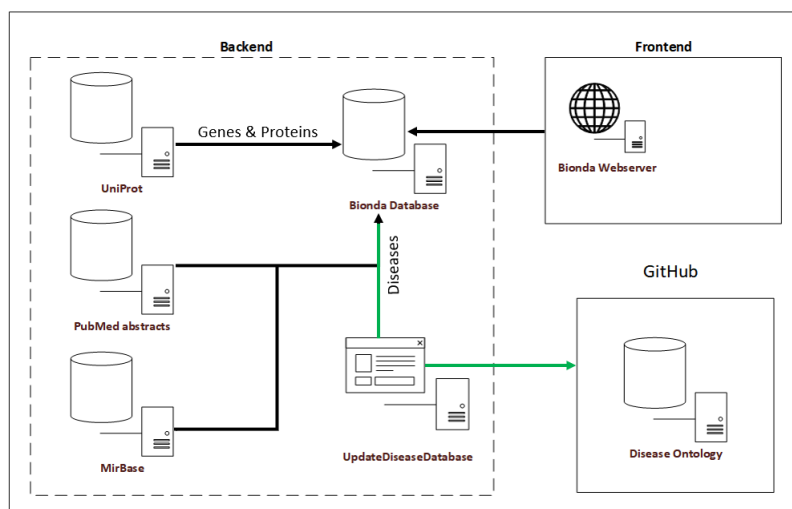 Backend
Frontend
Genes & Proteins
UniProt
Bionda Database
Bionda Webserver
Diseases
PubMed abstracts
GitHub
MirBase
UpdateDiseaseDatabase
Disease Ontology